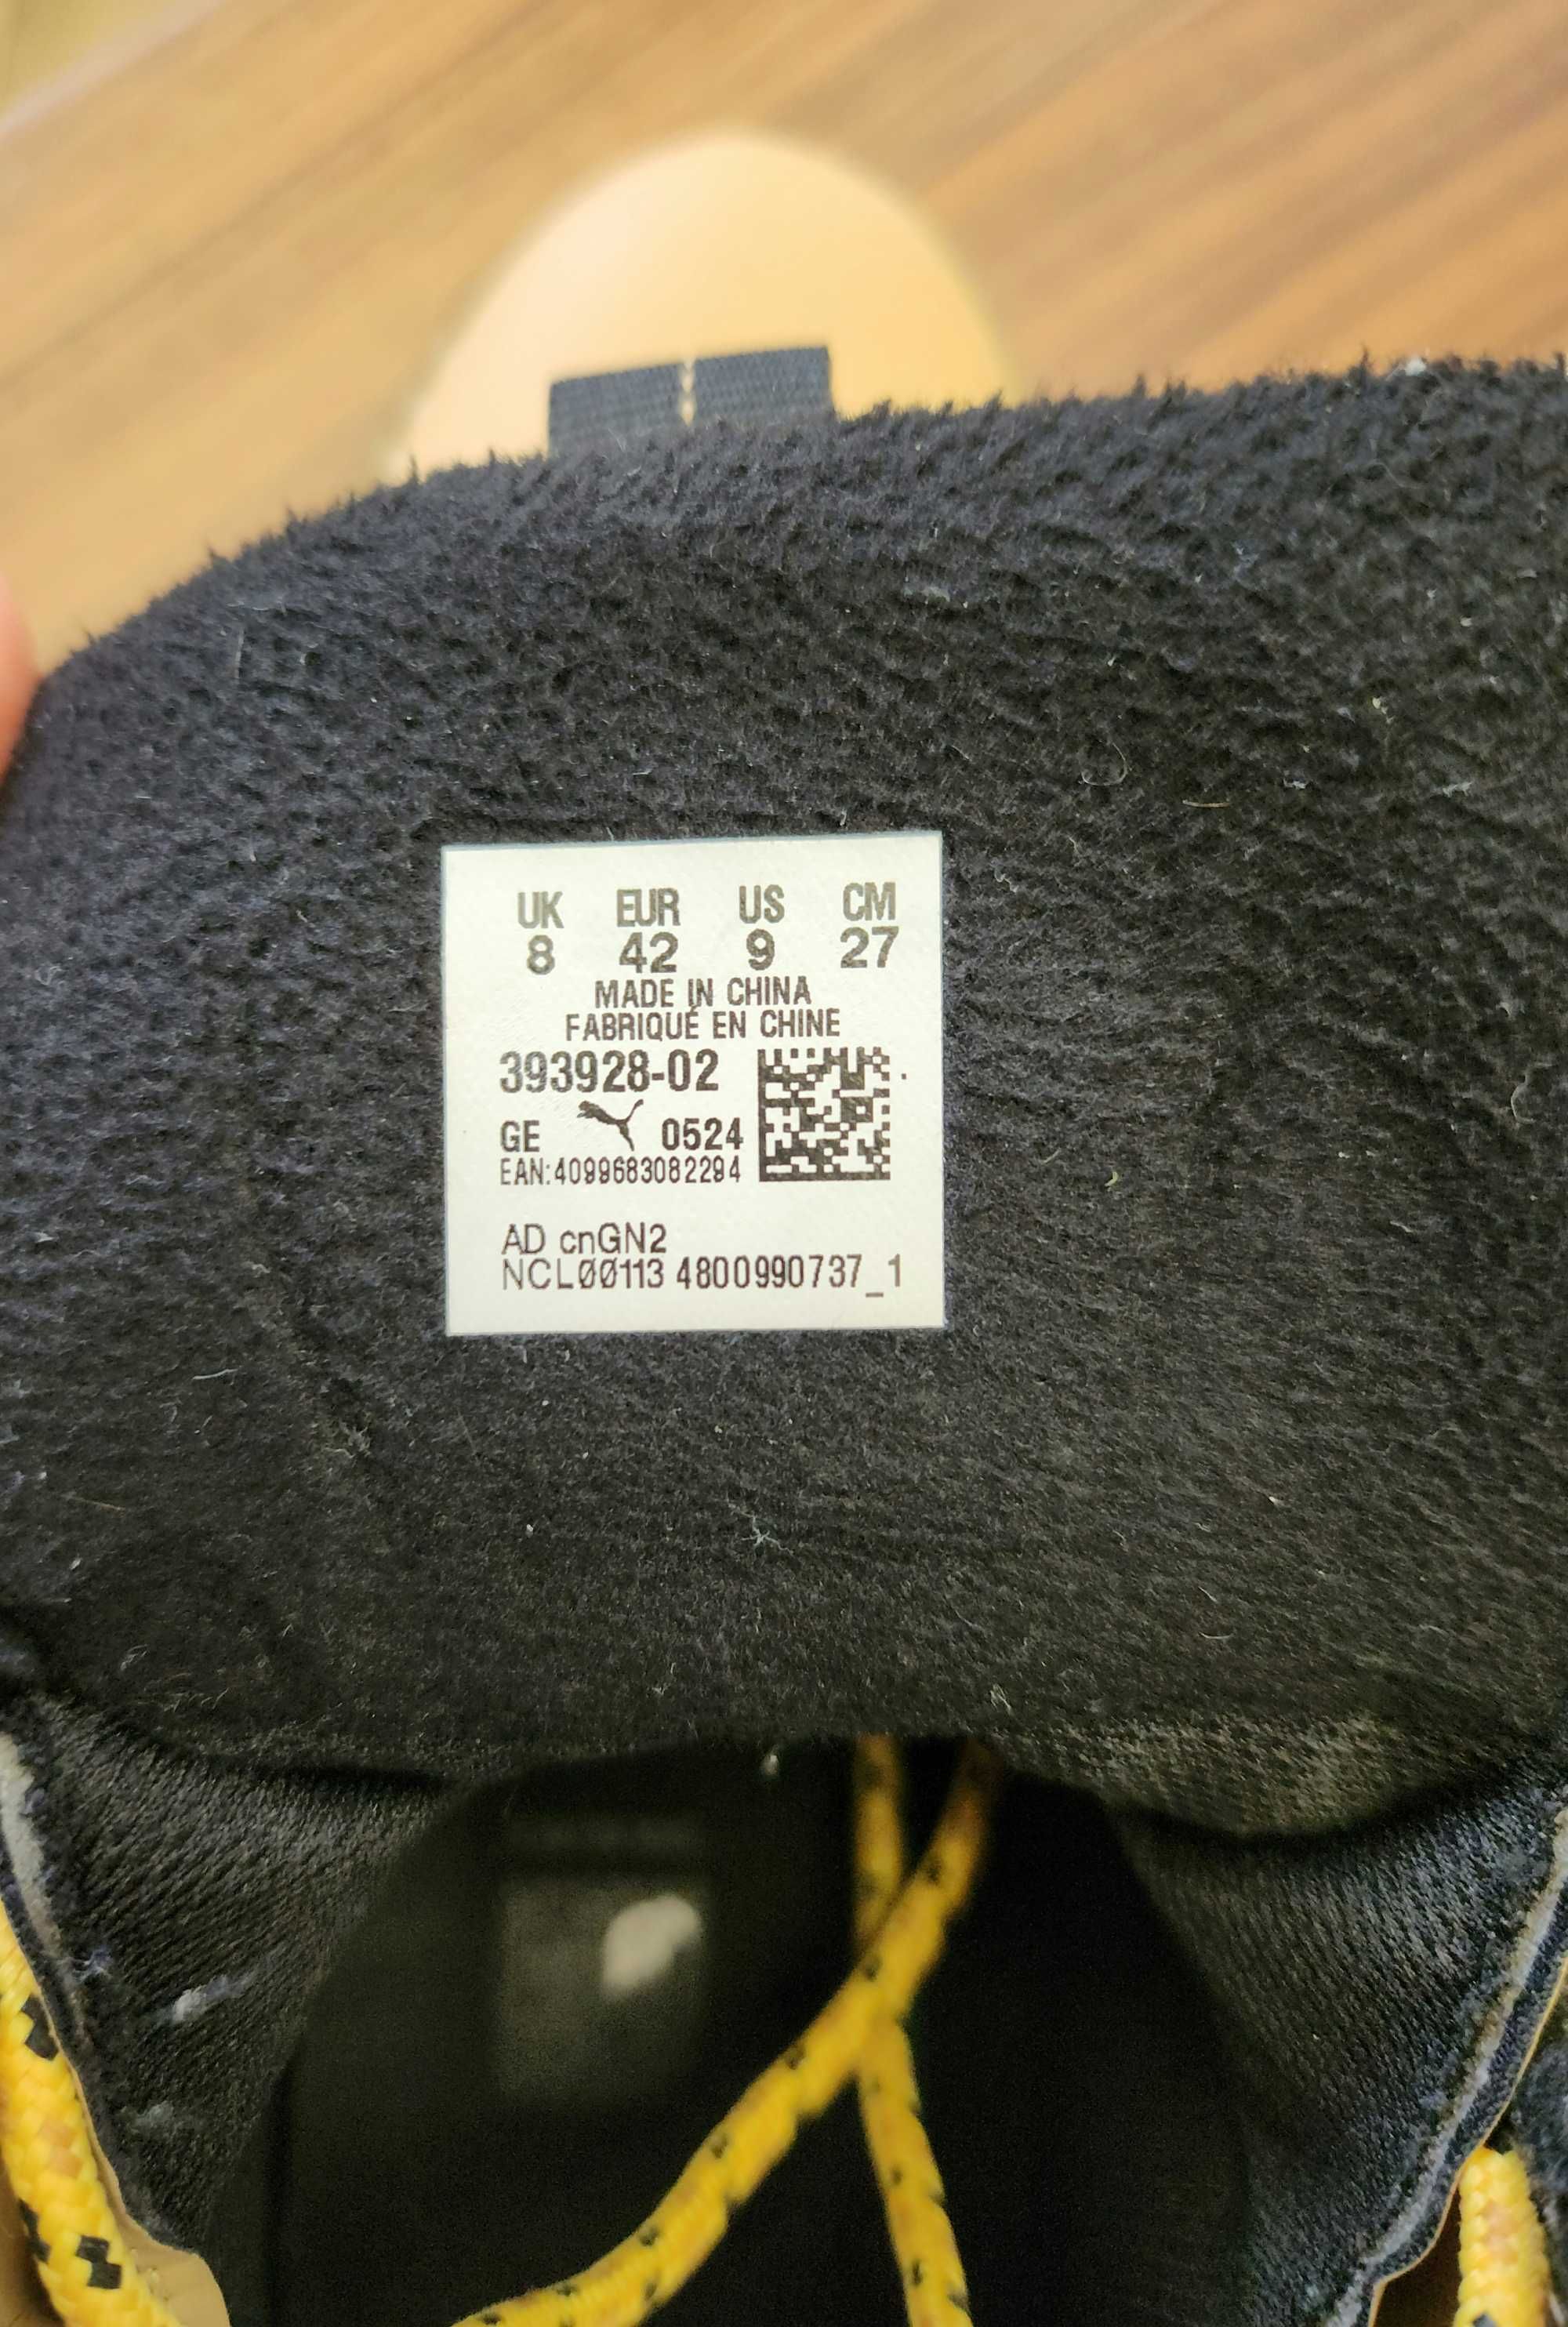 UK EUR US CM
8 42 9 27
MADE IN CHINA
FABRIQUÉ EN CHINE
393928-02
GE 0524
EAN:4099683082294
AD cnGN2
NCL00113 4800990737_1